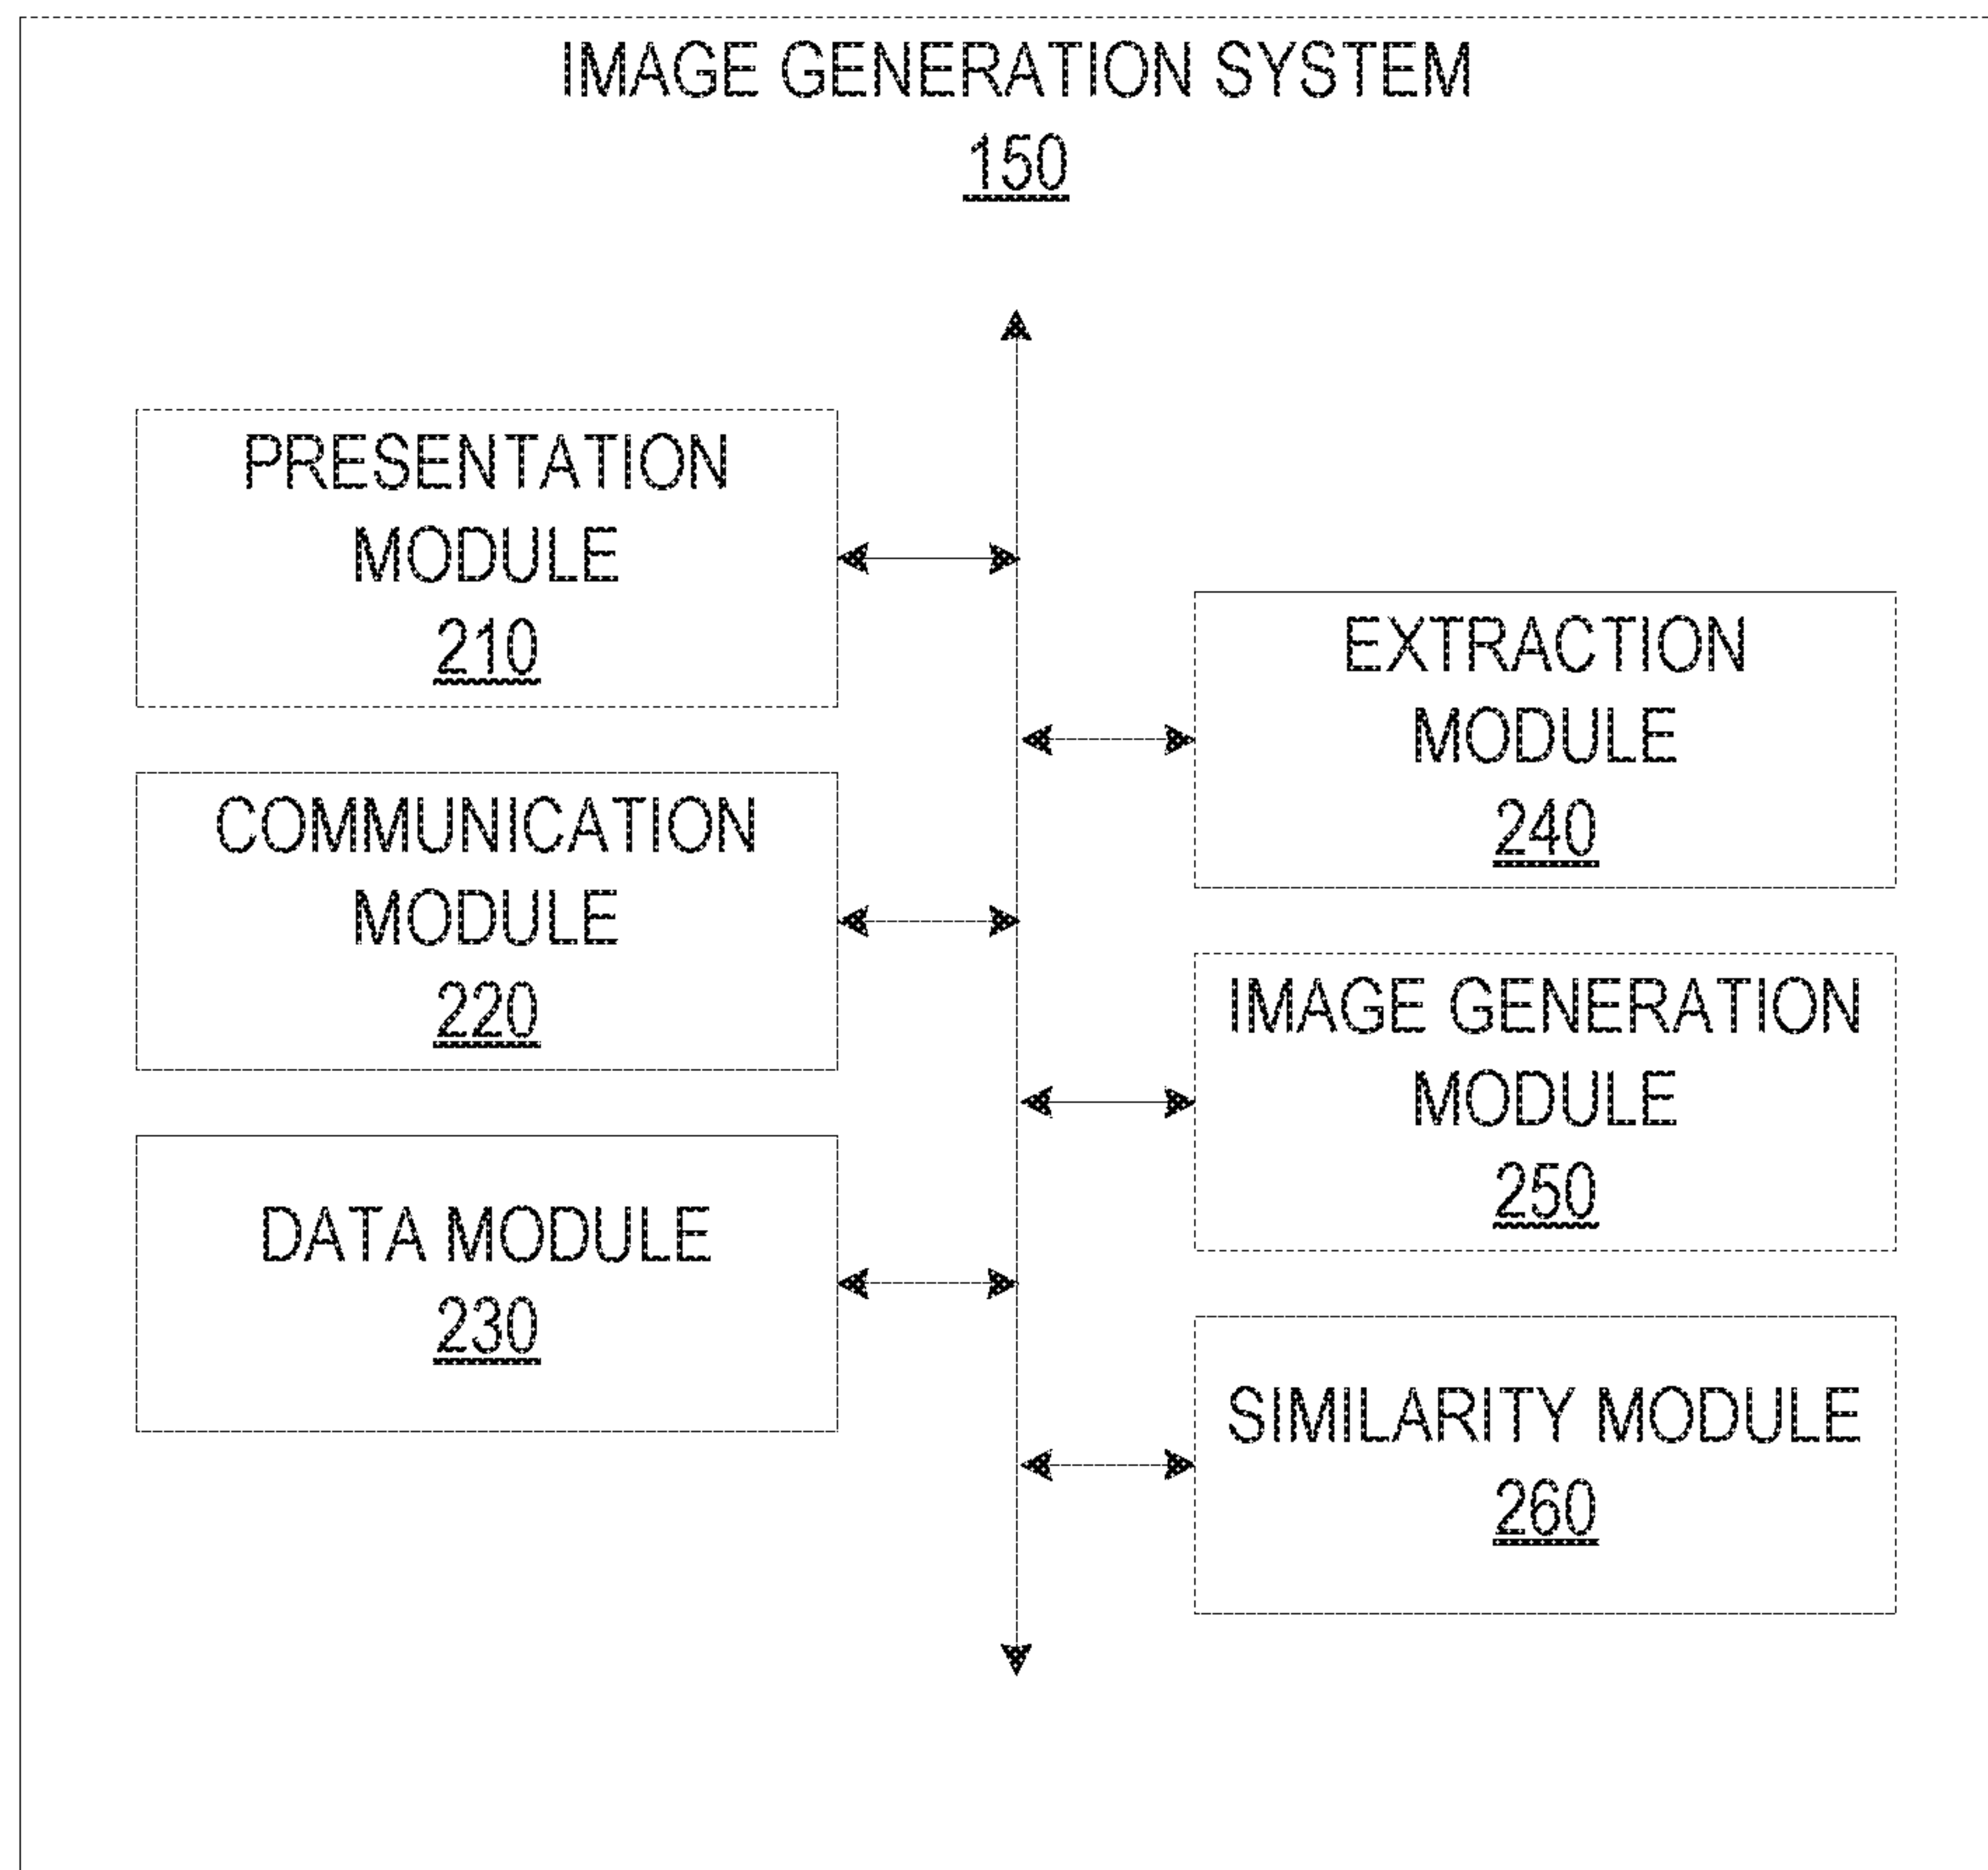 IMAGE GENERATION SYSTEM
150
PRESENTATION
MODULE
210
COMMUNICATION
MODULE
220
DATA MODULE
230
EXTRACTION
MODULE
240
IMAGE GENERATION
MODULE
250
SIMILARITY MODULE
260